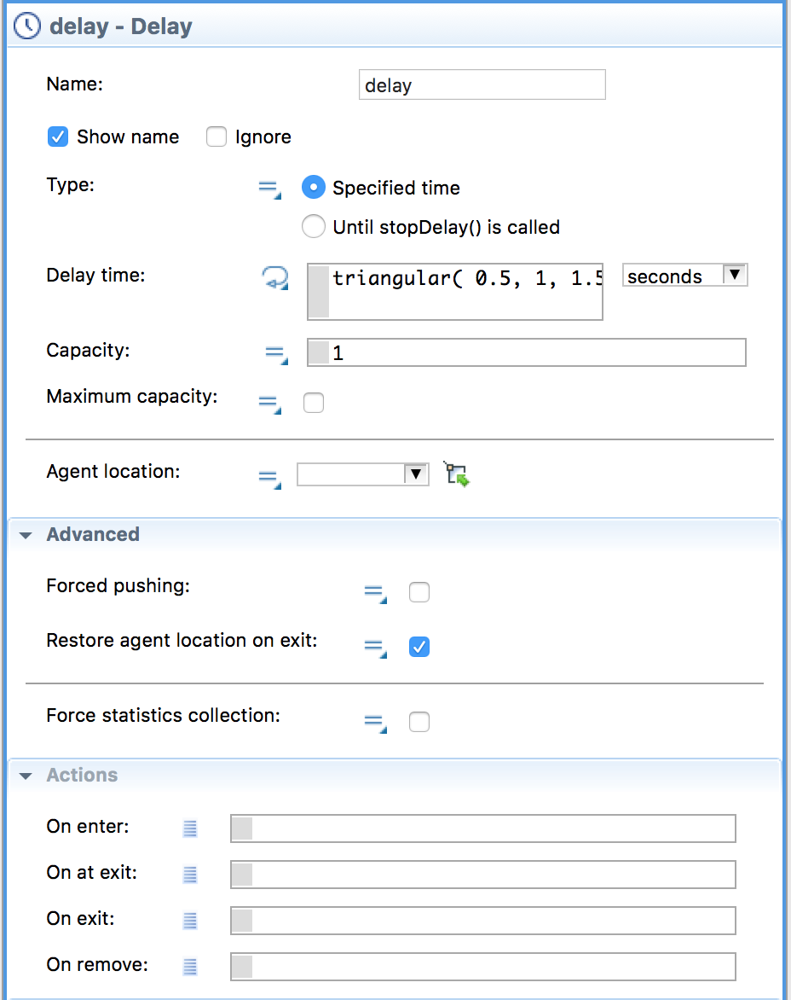 delay - Delay
Name: delay
Show name Ignore
Type: Specified time
Until stopDelay() is called
Delay time: triangular( 0.5, 1, 1.5 seconds
Capacity: 1
Maximum capacity:
Agent location:
Advanced
Forced pushing:
Restore agent location on exit:
Force statistics collection:
Actions
On enter:
On at exit:
On exit:
On remove: